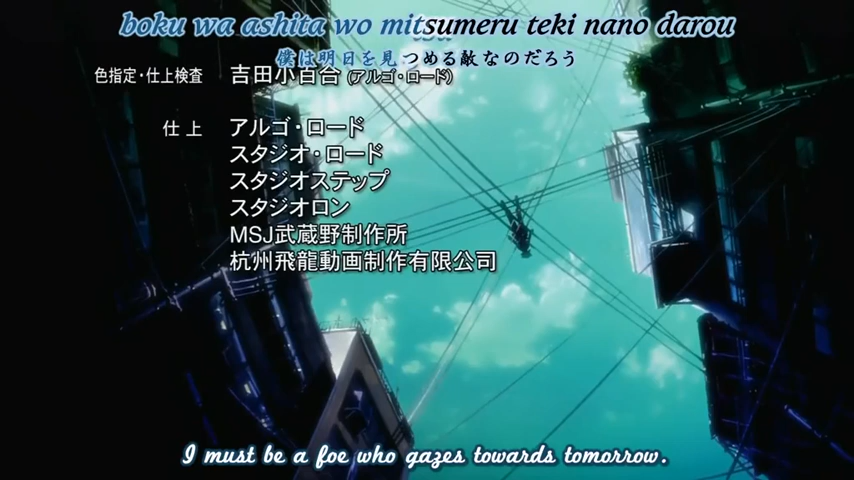 boku wa ashita wo mitsumeru teki nano darou
僕は明日を見つめる敵なのだろう
色指定・仕上検査 吉田小百合 (アルゴ・ロード)
仕上 アルゴ・ロード
スタジオ・ロード
スタジオステップ
スタジオロン
MSJ武蔵野制作所
杭州飛龍動画制作有限公司
I must be a foe who gazes towards tomorrow.